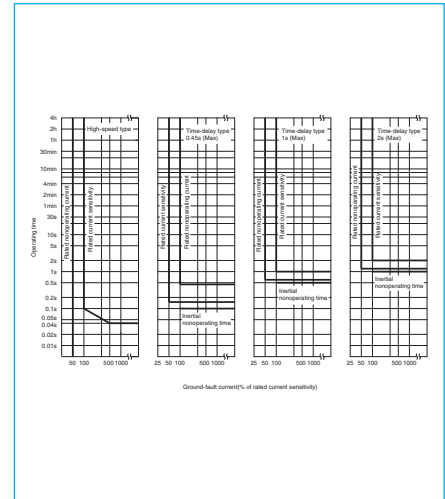 4h
2h
1h
30min
10min
4min
2min
1min
30s
10s
5s
2s
1s
0.5s
0.2s
0.1s
0.05s
0.04s
0.02s
0.01s
Operating time
High-speed type
Rated nonoperating current
Rated current sensitivity
50 100 500 1000
Time-delay type
0.45s (Max)
Rated current sensitivity
Rated nonoperating current
Inertial
nonoperating time
25 50 100 500 1000
Time-delay type
1s (Max)
Rated nonoperating current
Rated current sensitivity
Inertial
nonoperating time
25 50 100 500 1000
Time-delay type
2s (Max)
Rated nonoperating current
Rated current sensitivity
Inertial
nonoperating time
25 50 100 500 1000
Ground-fault current(% of rated current sensitivity)